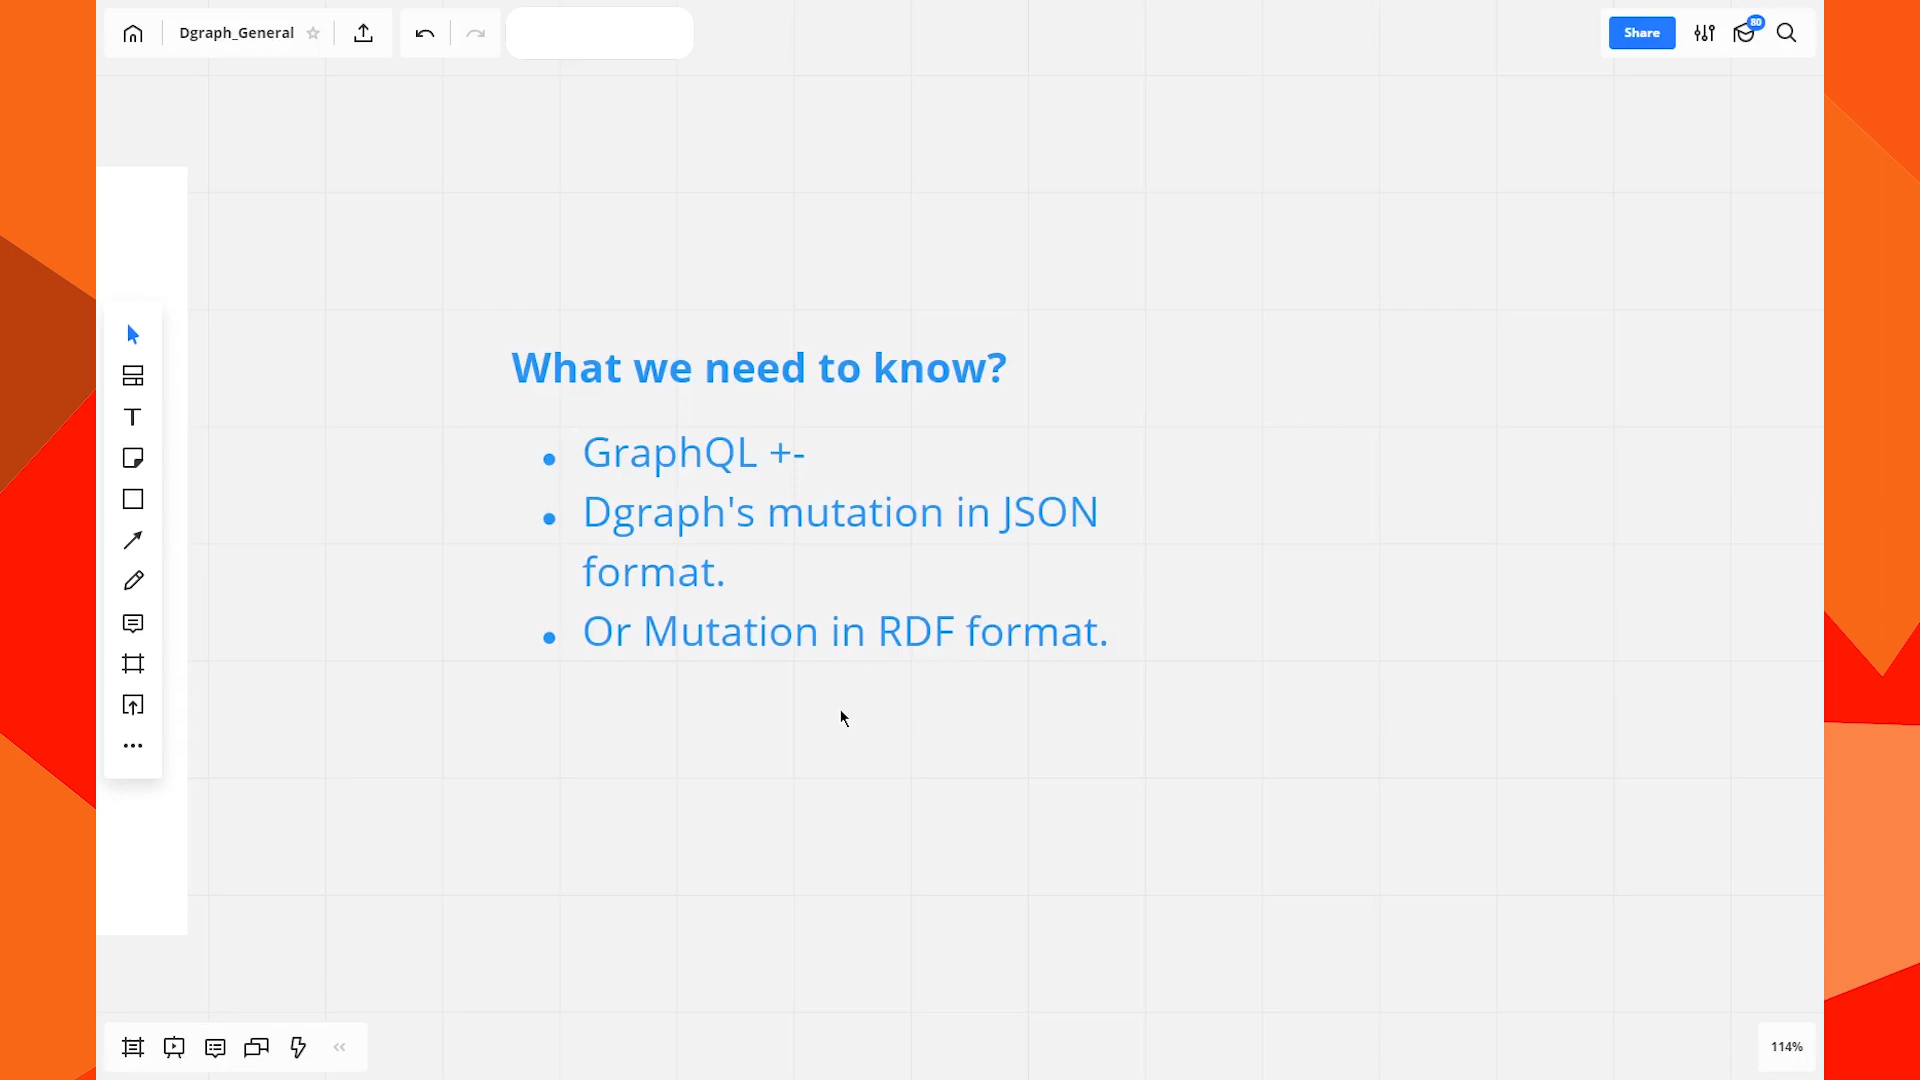 Dgraph_General
Share
80
What we need to know?
• GraphQL +-
• Dgraph's mutation in JSON
format.
• Or Mutation in RDF format.
114%